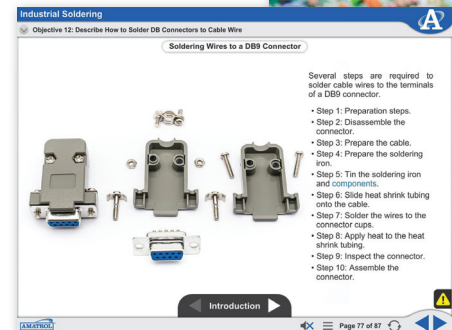 Industrial Soldering
Objective 12: Describe How to Solder DB Connectors to Cable Wire
A
Soldering Wires to a DB9 Connector
Several steps are required to
solder cable wires to the terminals
of a DB9 connector.
• Step 1: Preparation steps.
• Step 2: Disassemble the
connector.
• Step 3: Prepare the cable.
• Step 4: Prepare the soldering
iron.
• Step 5: Tin the soldering iron
and components.
• Step 6: Slide heat shrink tubing
onto the cable.
• Step 7: Solder the wires to the
connector cups.
• Step 8: Apply heat to the heat
shrink tubing.
• Step 9: Inspect the connector.
• Step 10: Assemble the
connector.
Introduction
AMATROL
Page 77 of 87